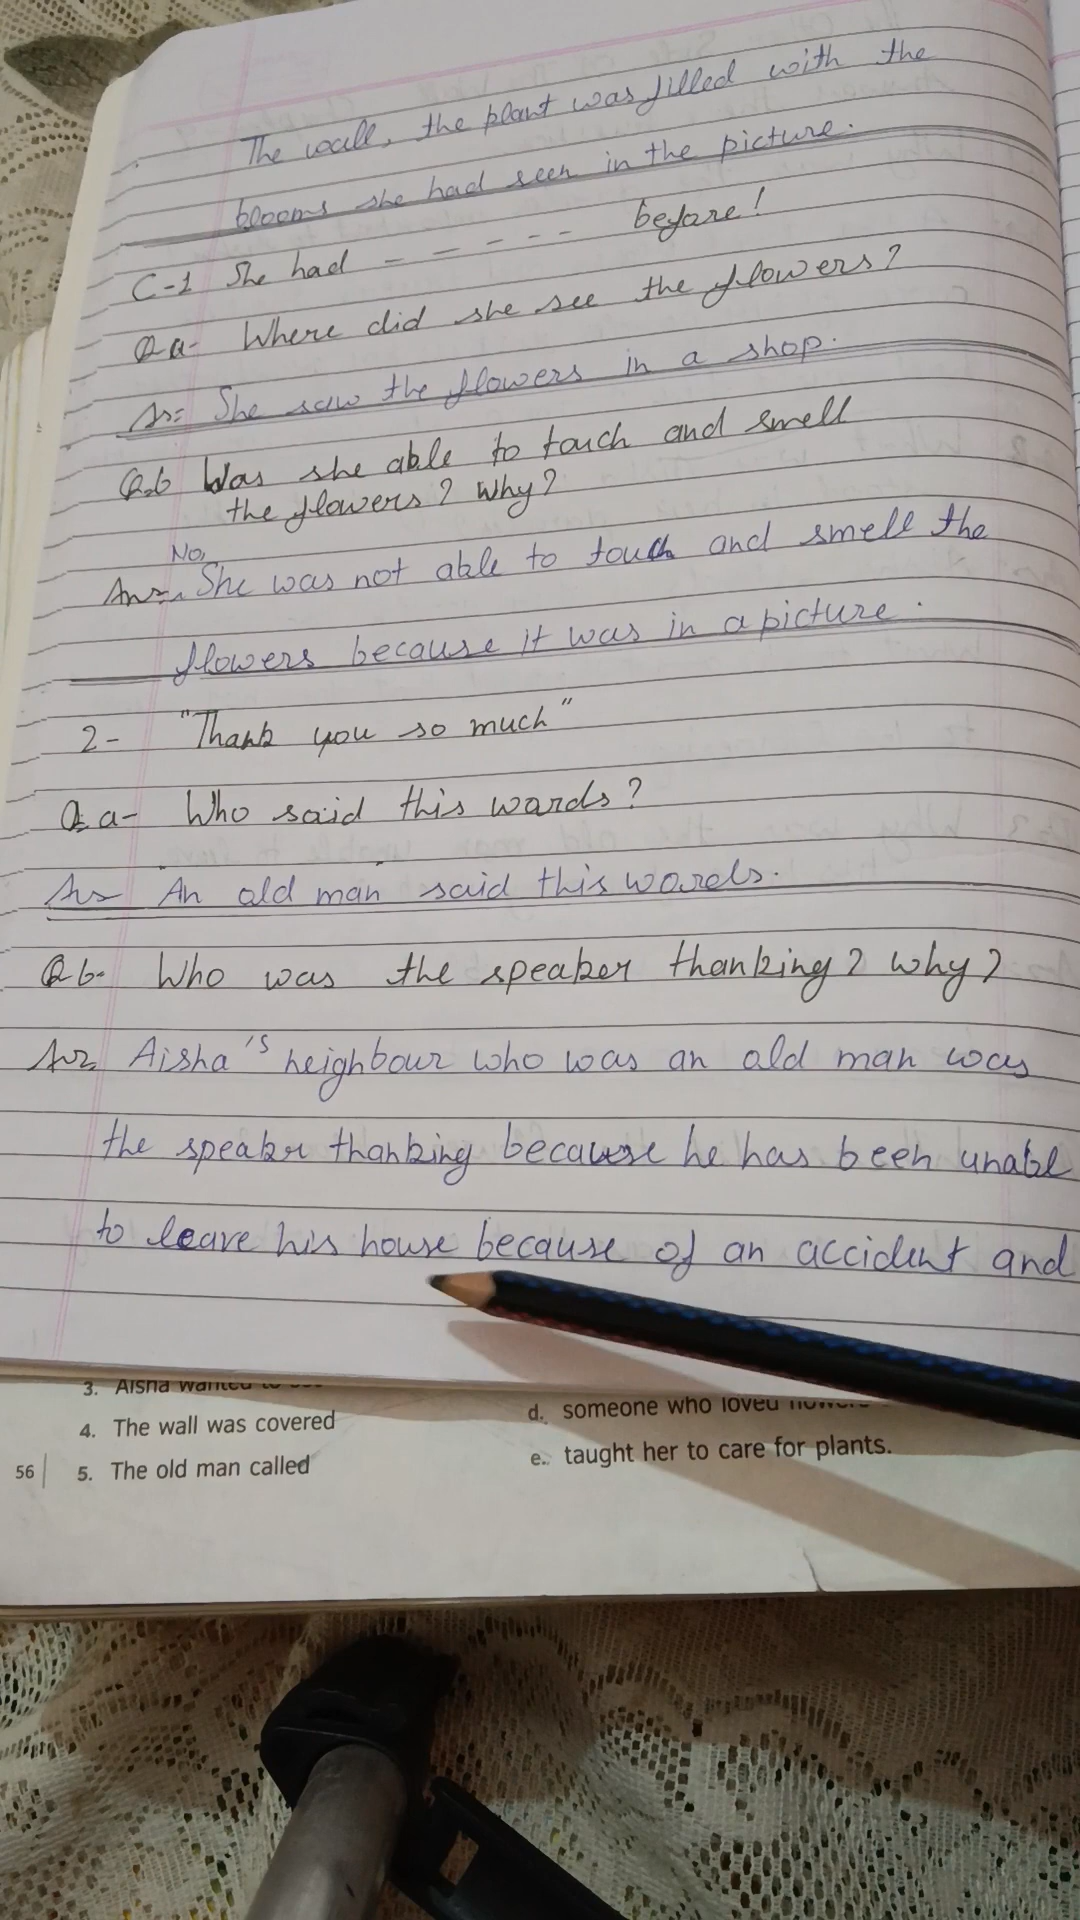 The wall, the plant was filled with the
blooms she had seen in the picture.
C-1 She had - - - - - - before!
Q a- Where did she see the flowers?
Ans= She saw the flowers in a shop.
Q.b Was she able to touch and smell
the flowers? Why?
No,
Ans= She was not able to touch and smell the
flowers because it was in a picture.
2- "Thank you so much"
Q a- Who said this words?
Ans An old man said this words.
Q b- Who was the speaker thanking? why?
Ans Aisha's neighbour who was an old man was
the speaker thanking because he has been unable
to leave his house because of an accident and
3. Aisha wanted to
4. The wall was covered
d. someone who loved flowers
56 5. The old man called
e. taught her to care for plants.